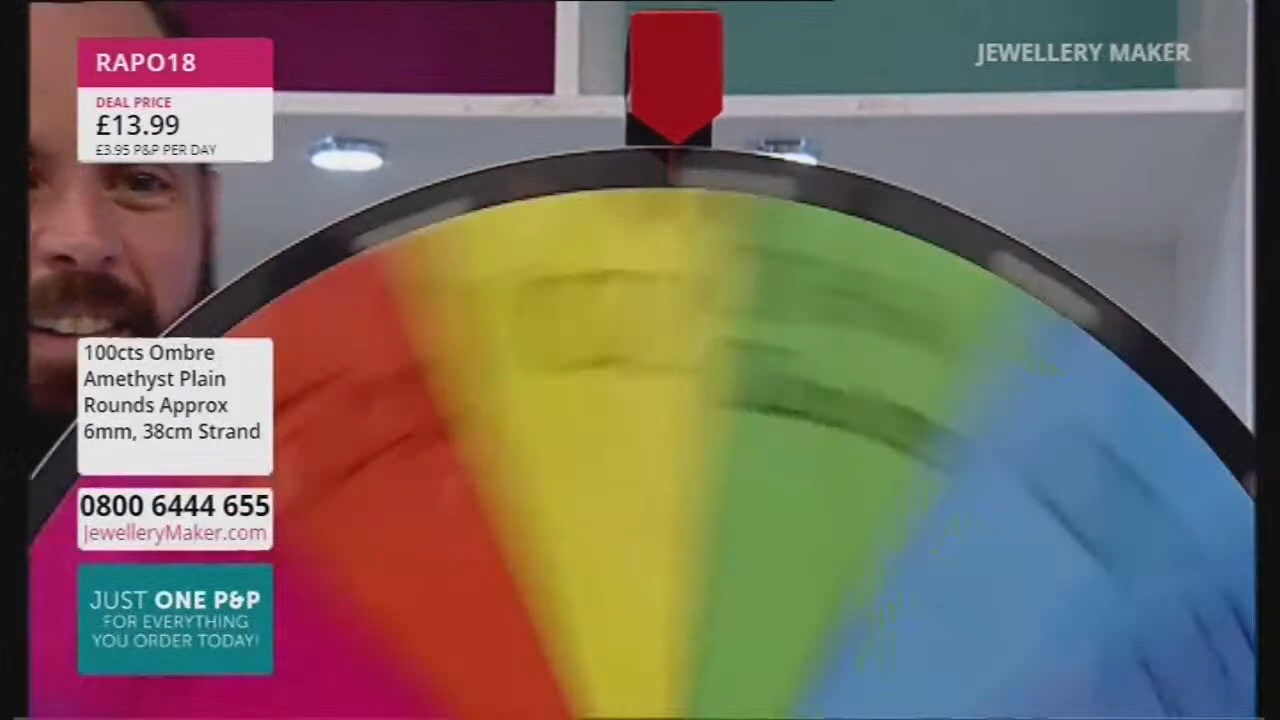 RAPO18
JEWELLERY MAKER
DEAL PRICE
£13.99
£3.95 P&P PER DAY
100cts Ombre
Amethyst Plain
Rounds Approx
6mm, 38cm Strand
0800 6444 655
JewelleryMaker.com
JUST ONE P&P
FOR EVERYTHING
YOU ORDER TODAY!